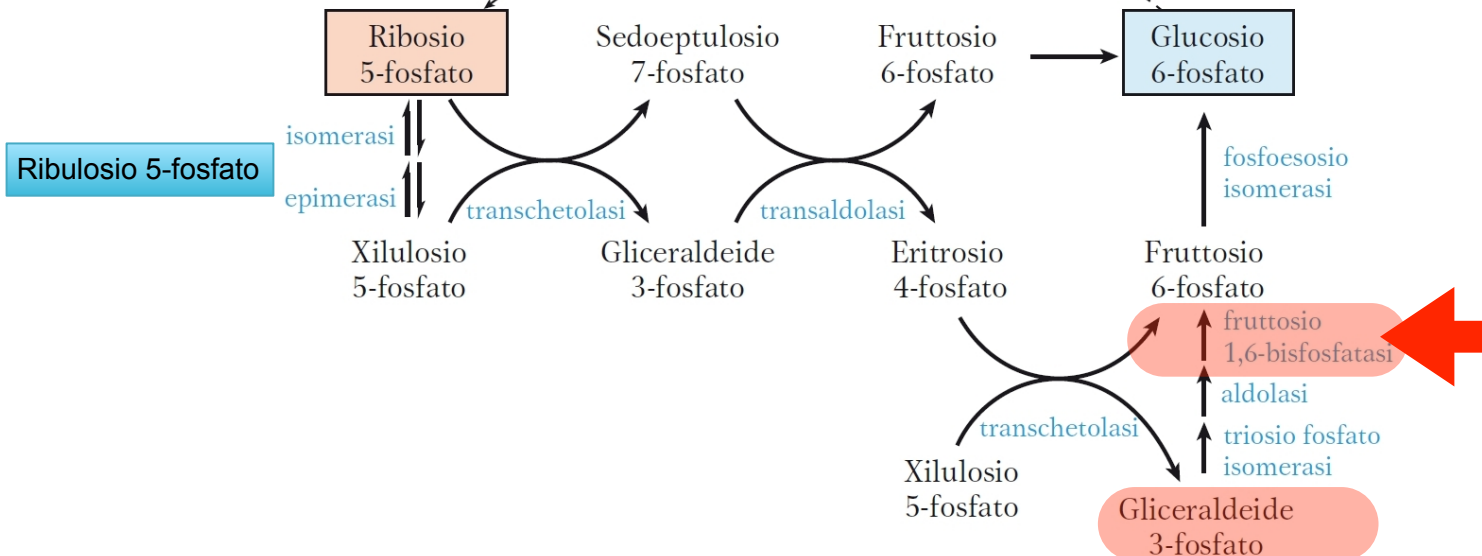 Ribosio
5-fosfato
Sedoeptulosio
7-fosfato
Fruttosio
6-fosfato
Glucosio
6-fosfato
isomerasi
Ribulosio 5-fosfato
epimerasi
transchetolasi
transaldolasi
fosfoesosio
isomerasi
Xilulosio
5-fosfato
Gliceraldeide
3-fosfato
Eritrosio
4-fosfato
Fruttosio
6-fosfato
fruttosio
1,6-bisfosfatasi
aldolasi
transchetolasi
triosio fosfato
isomerasi
Xilulosio
5-fosfato
Gliceraldeide
3-fosfato